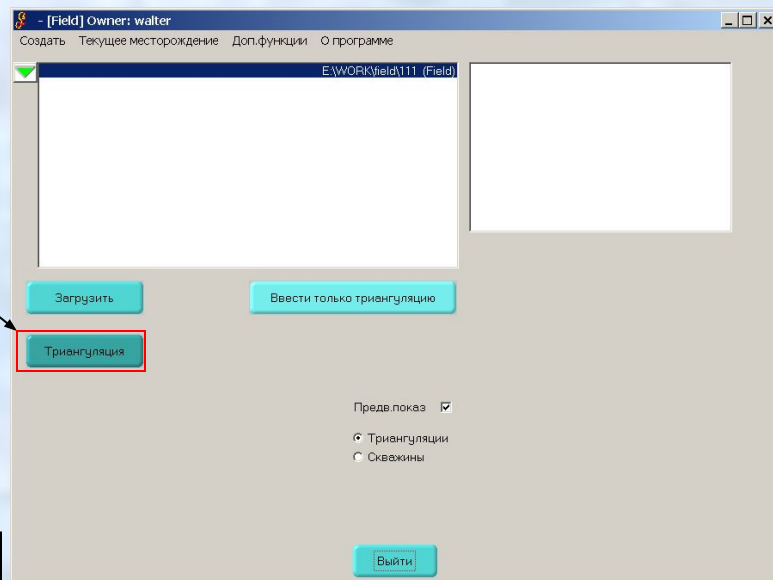 - [Field] Owner: walter
Создать Текущее месторождение Доп.функции О программе
E:\WORK\field\111 (Field)
Загрузить
Ввести только триангуляцию
Триангуляция
Предв.показ
Триангуляции
Скважины
Выйти